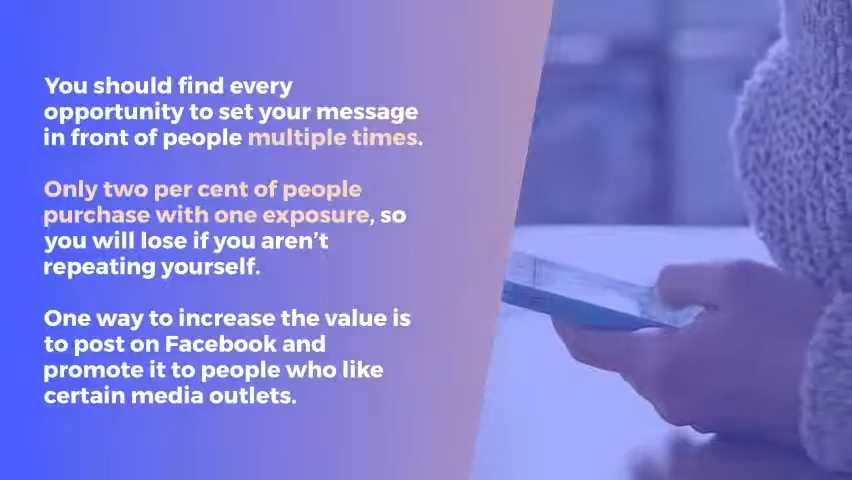 You should find every
opportunity to set your message
in front of people multiple times.
Only two per cent of people
purchase with one exposure, so
you will lose if you aren't
repeating yourself.
One way to increase the value is
to post on Facebook and
promote it to people who like
certain media outlets.